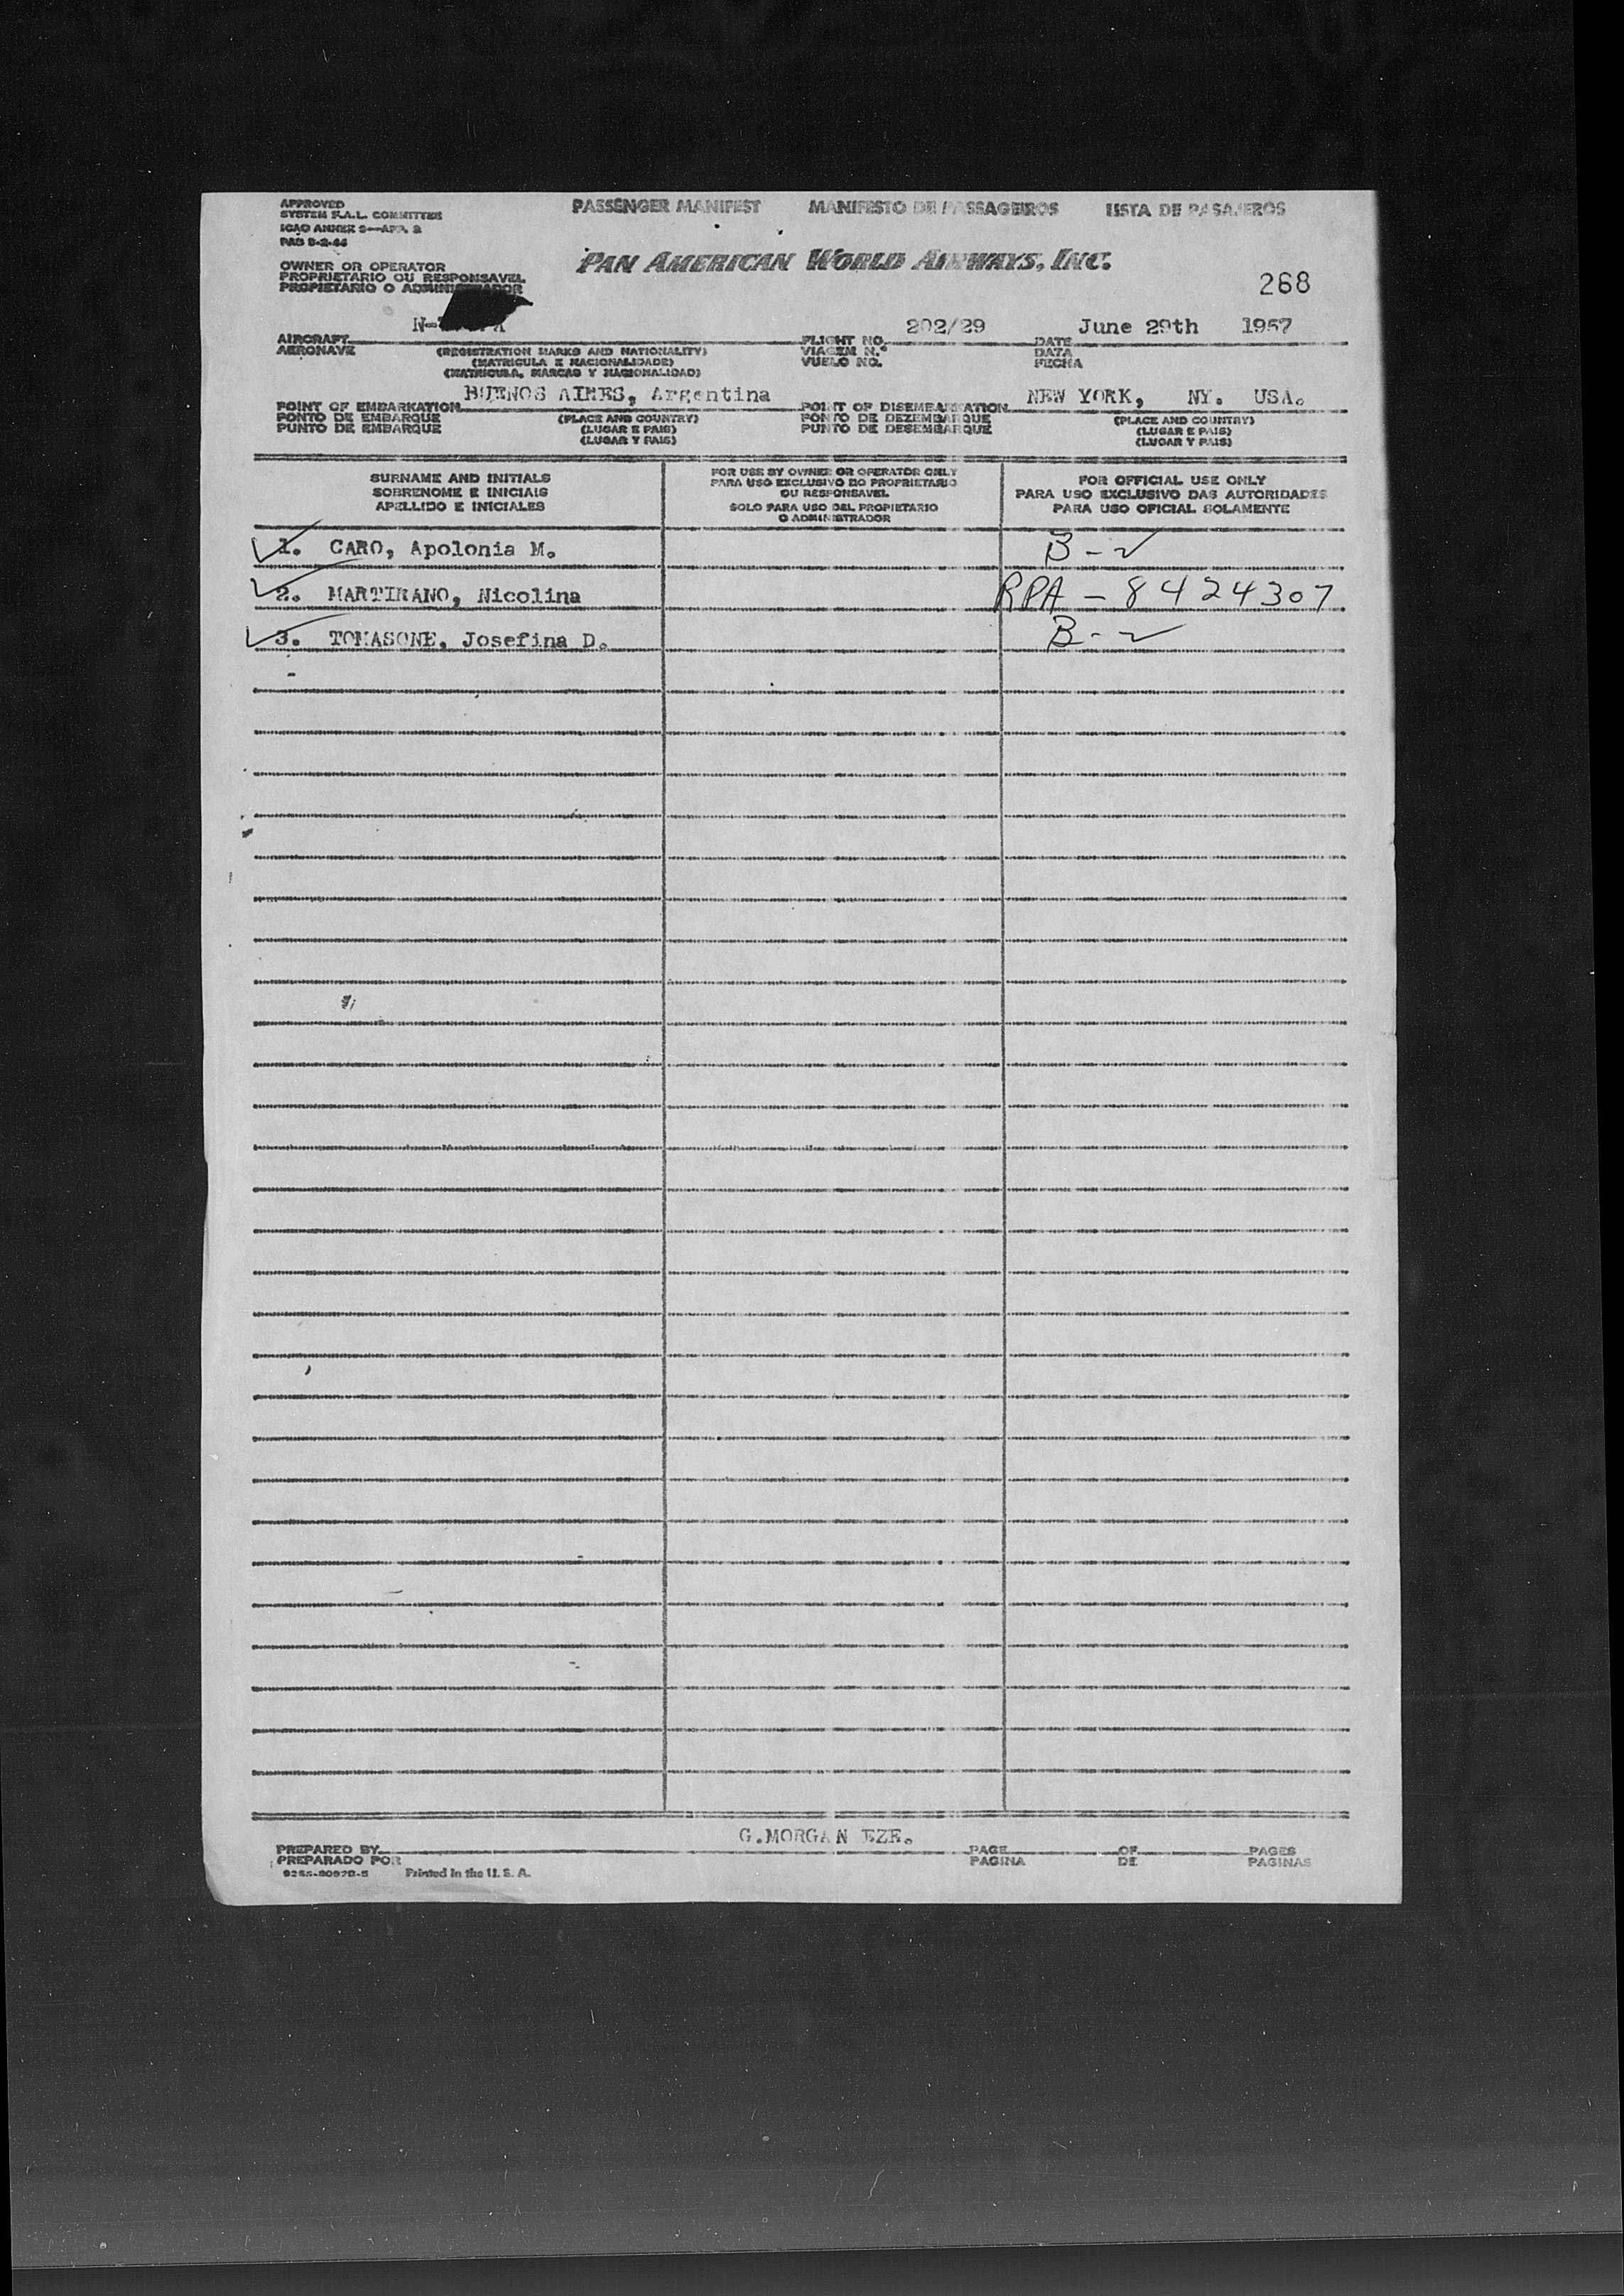 APPROVED
SYSTEM F.A.L. COMMITTEE
ICAO ANNEX 9—APP. 2
PASSENGER MANIFEST MANIFESTO DE PASSAGEIROS LISTA DE PASAJEROS
OWNER OR OPERATOR
PROPRIETARIO OU RESPONSAVEL
PROPIETARIO O ADMINISTRADOR
PAN AMERICAN WORLD AIRWAYS, INC.
268
202/29 June 29th 1967
AIRCRAFT FLIGHT NO. DATE
AERONAVE (REGISTRATION MARKS AND NATIONALITY) VIAGEM N.º DATA
(MATRICULA E NACIONALIDADE) VUELO NO. FECHA
(MATRICULA, MARCAS Y NACIONALIDAD)
BUENOS AIRES, Argentina NEW YORK, NY. USA.
POINT OF EMBARKATION POINT OF DISEMBARKATION
PONTO DE EMBARQUE (PLACE AND COUNTRY) PONTO DE DEZEMBARQUE (PLACE AND COUNTRY)
PUNTO DE EMBARQUE (LUGAR E PAIS) PUNTO DE DESEMBARQUE (LUGAR E PAIS)
(LUGAR Y PAIS) (LUGAR Y PAIS)
SURNAME AND INITIALS
SOBRENOME E INICIAIS
APELLIDO E INICIALES
FOR USE BY OWNER OR OPERATOR ONLY
PARA USO EXCLUSIVO DO PROPRIETARIO
OU RESPONSAVEL
SOLO PARA USO DEL PROPIETARIO
O ADMINISTRADOR
FOR OFFICIAL USE ONLY
PARA USO EXCLUSIVO DAS AUTORIDADES
PARA USO OFICIAL SOLAMENTE
1. CARO, Apolonia M. B-2
2. MARTIRANO, Nicolina RPA - 8424307
3. TOMASONE, Josefina D. B-2
G.MORGAN EZE.
PREPARED BY PAGE OF PAGES
PREPARADO POR PAGINA DE PAGINAS
Printed in the U. S. A.